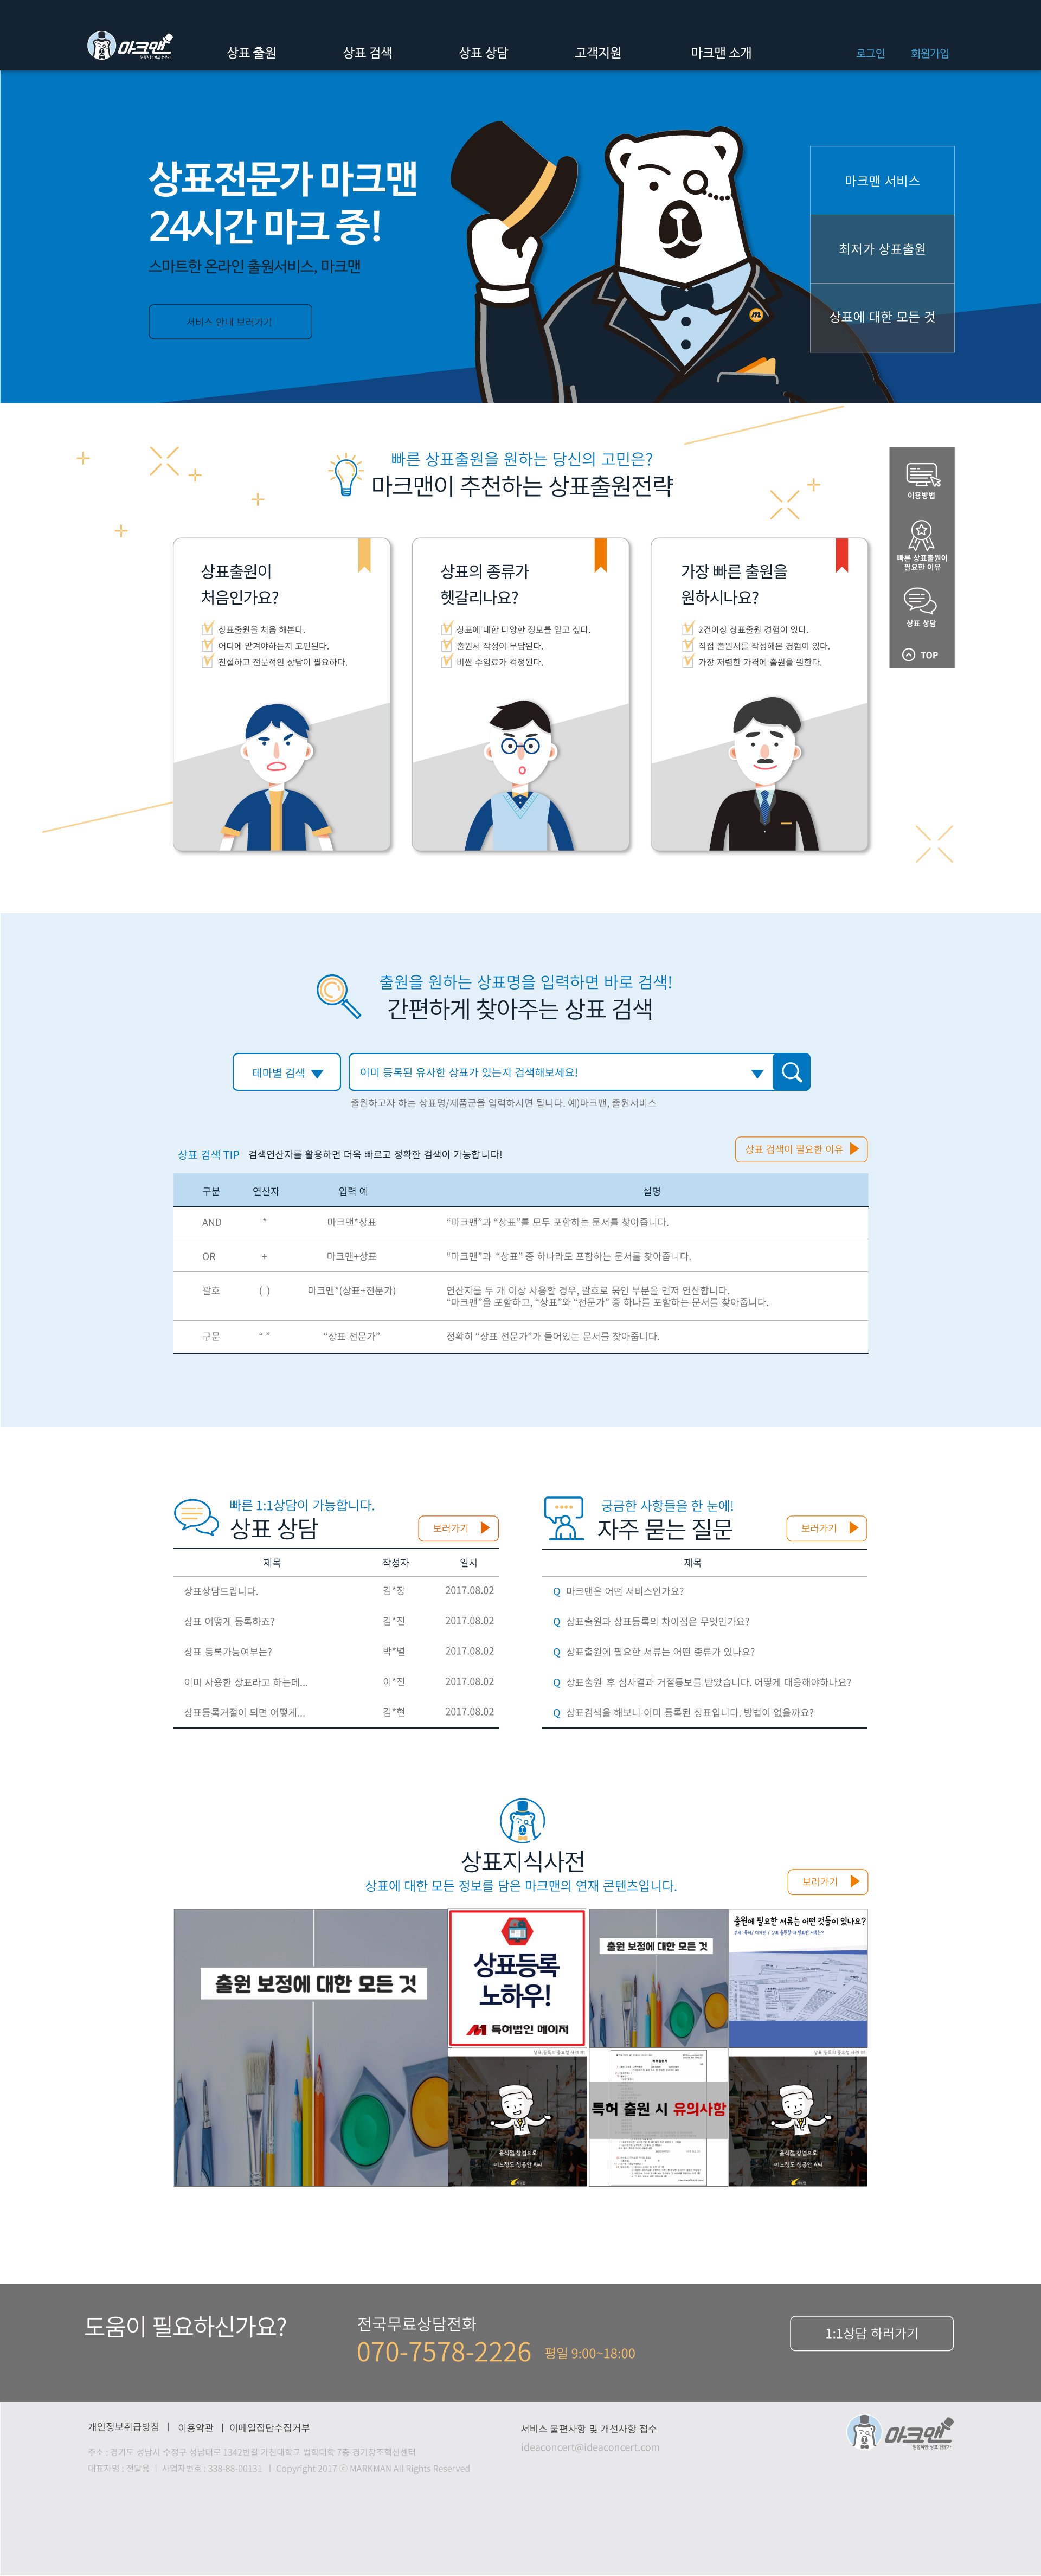 마크맨
믿음직한 상표 전문가
상표 출원
상표 검색
상표 상담
고객지원
마크맨 소개
로그인
회원가입
상표전문가 마크맨
24시간 마크 중!
스마트한 온라인 출원서비스, 마크맨
서비스 안내 보러가기
마크맨 서비스
최저가 상표출원
상표에 대한 모든 것
m
빠른 상표출원을 원하는 당신의 고민은?
마크맨이 추천하는 상표출원전략
이용방법
빠른 상표출원이
필요한 이유
상표 상담
TOP
상표출원이
처음인가요?
상표출원을 처음 해본다.
어디에 맡겨야하는지 고민된다.
친절하고 전문적인 상담이 필요하다.
상표의 종류가
헷갈리나요?
상표에 대한 다양한 정보를 얻고 싶다.
출원서 작성이 부담된다.
비싼 수임료가 걱정된다.
가장 빠른 출원을
원하시나요?
2건이상 상표출원 경험이 있다.
직접 출원서를 작성해본 경험이 있다.
가장 저렴한 가격에 출원을 원한다.
출원을 원하는 상표명을 입력하면 바로 검색!
간편하게 찾아주는 상표 검색
테마별 검색
이미 등록된 유사한 상표가 있는지 검색해보세요!
출원하고자 하는 상표명/제품군을 입력하시면 됩니다. 예)마크맨, 출원서비스
상표 검색 TIP 검색연산자를 활용하면 더욱 빠르고 정확한 검색이 가능합니다!
상표 검색이 필요한 이유
구분 연산자 입력 예 설명
AND * 마크맨*상표 “마크맨”과 “상표”를 모두 포함하는 문서를 찾아줍니다.
OR + 마크맨+상표 “마크맨”과 “상표” 중 하나라도 포함하는 문서를 찾아줍니다.
괄호 ( ) 마크맨*(상표+전문가) 연산자를 두 개 이상 사용할 경우, 괄호로 묶인 부분을 먼저 연산합니다.
“마크맨”을 포함하고, “상표”와 “전문가” 중 하나를 포함하는 문서를 찾아줍니다.
구문 “ ” “상표 전문가” 정확히 “상표 전문가”가 들어있는 문서를 찾아줍니다.
빠른 1:1상담이 가능합니다.
상표 상담
보러가기
제목 작성자 일시
상표상담드립니다. 김*장 2017.08.02
상표 어떻게 등록하죠? 김*진 2017.08.02
상표 등록가능여부는? 박*별 2017.08.02
이미 사용한 상표라고 하는데... 이*진 2017.08.02
상표등록거절이 되면 어떻게... 김*현 2017.08.02
궁금한 사항들을 한 눈에!
자주 묻는 질문
보러가기
제목
Q 마크맨은 어떤 서비스인가요?
Q 상표출원과 상표등록의 차이점은 무엇인가요?
Q 상표출원에 필요한 서류는 어떤 종류가 있나요?
Q 상표출원 후 심사결과 거절통보를 받았습니다. 어떻게 대응해야하나요?
Q 상표검색을 해보니 이미 등록된 상표입니다. 방법이 없을까요?
상표지식사전
상표에 대한 모든 정보를 담은 마크맨의 연재 콘텐츠입니다.
보러가기
출원 보정에 대한 모든 것
상표등록
노하우!
특허법인 메이저
출원 보정에 대한 모든 것
출원에 필요한 서류는 어떤 것들이 있나요?
음식점 창업으로
어느정도 성공한 A씨
특허 출원 시 유의사항
음식점 창업으로
어느정도 성공한 A씨
도움이 필요하신가요?
전국무료상담전화
070-7578-2226 평일 9:00~18:00
1:1상담 하러가기
개인정보취급방침 | 이용약관 | 이메일집단수집거부
주소 : 경기도 성남시 수정구 성남대로 1342번길 가천대학교 법학대학 7층 경기창조혁신센터
대표자명 : 전달용 | 사업자번호 : 338-88-00131 | Copyright 2017 ⓒ MARKMAN All Rights Reserved
서비스 불편사항 및 개선사항 접수
ideaconcert@ideaconcert.com
마크맨
믿음직한 상표 전문가